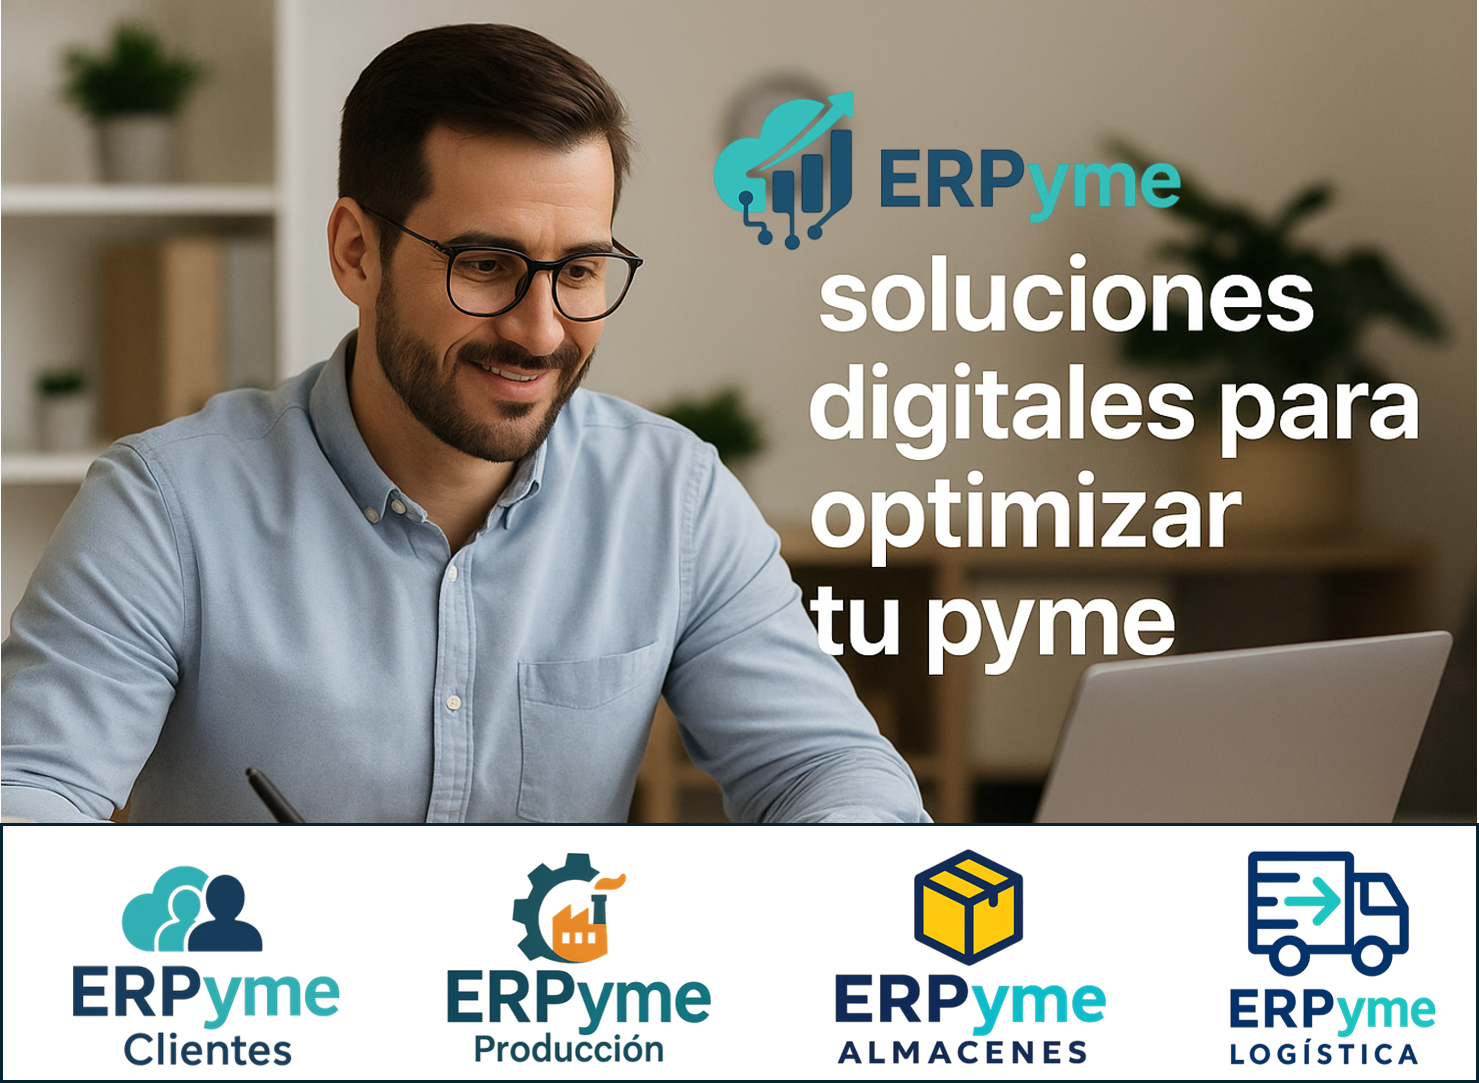 ERPyme
soluciones
digitales para
optimizar
tu pyme
ERPyme
Clientes
ERPyme
Producción
ERPyme
ALMACENES
ERPyme
LOGÍSTICA